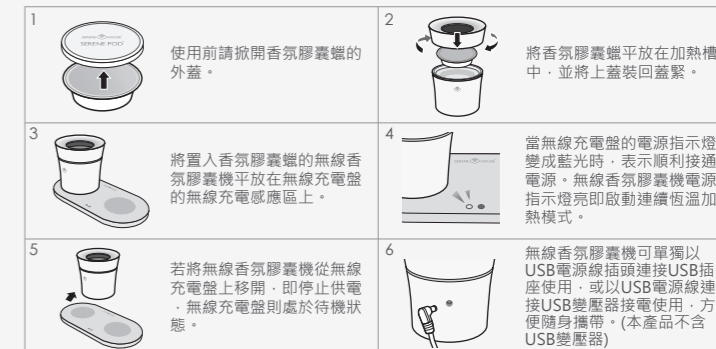 1
SERENE HOUSE
SERENE POD
使用前請掀開香氛膠囊蠟的
外蓋。
2
將香氛膠囊蠟平放在加熱槽
中，並將上蓋裝回蓋緊。
3
將置入香氛膠囊蠟的無線香
氛膠囊機平放在無線充電盤
的無線充電感應區上。
4
SERENE HOUSE
當無線充電盤的電源指示燈
變成藍光時，表示順利接通
電源。無線香氛膠囊機電源
指示燈亮即啟動連續恆溫加
熱模式。
5
若將無線香氛膠囊機從無線
充電盤上移開，即停止供電
，無線充電盤則處於待機狀
態。
6
無線香氛膠囊機可單獨以
USB電源線插頭連接USB插
座使用，或以USB電源線連
接USB變壓器接電使用，方
便隨身攜帶。(本產品不含
USB變壓器)